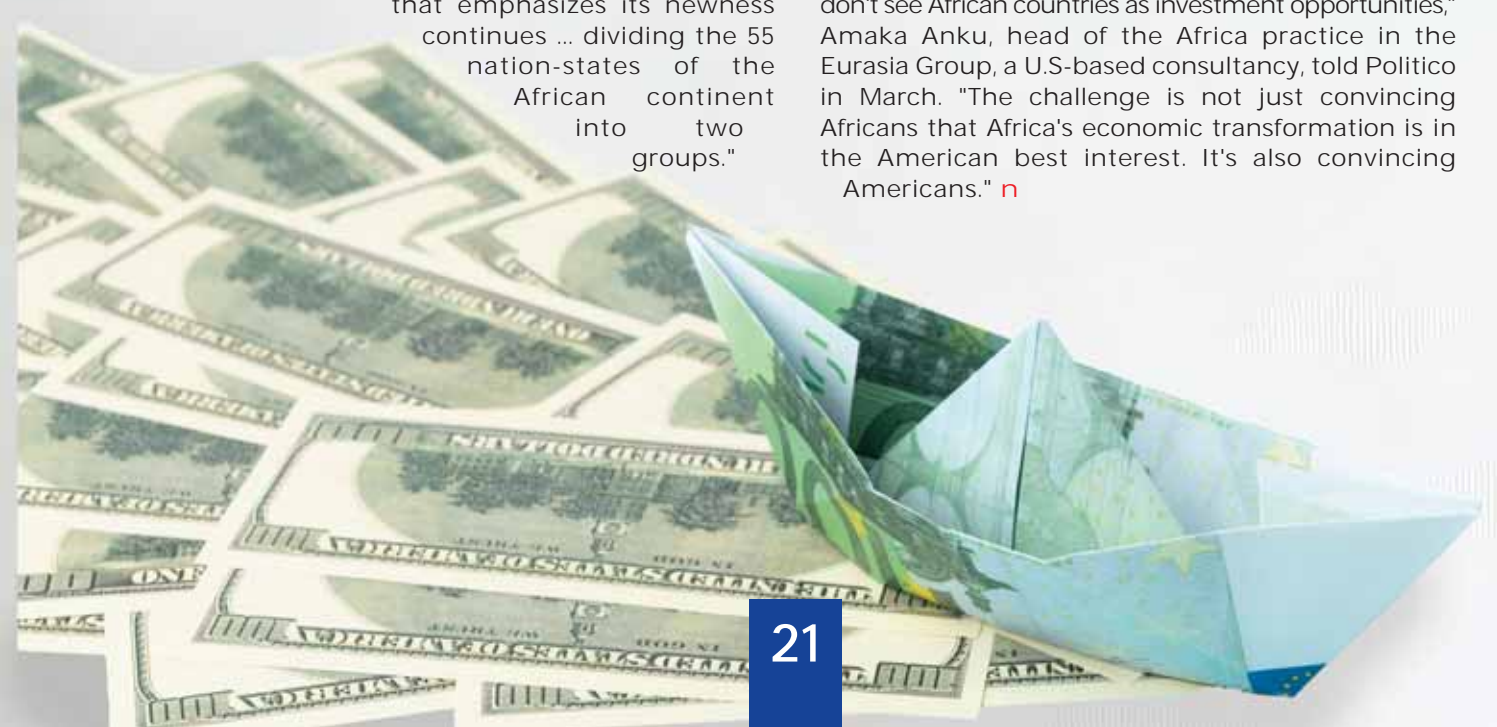 that emphasizes its newness
continues ... dividing the 55
nation-states of the
African continent
into two
groups."
don't see African countries as investment opportunities,"
Amaka Anku, head of the Africa practice in the
Eurasia Group, a U.S-based consultancy, told Politico
in March. "The challenge is not just convincing
Africans that Africa's economic transformation is in
the American best interest. It's also convincing
Americans." n
21